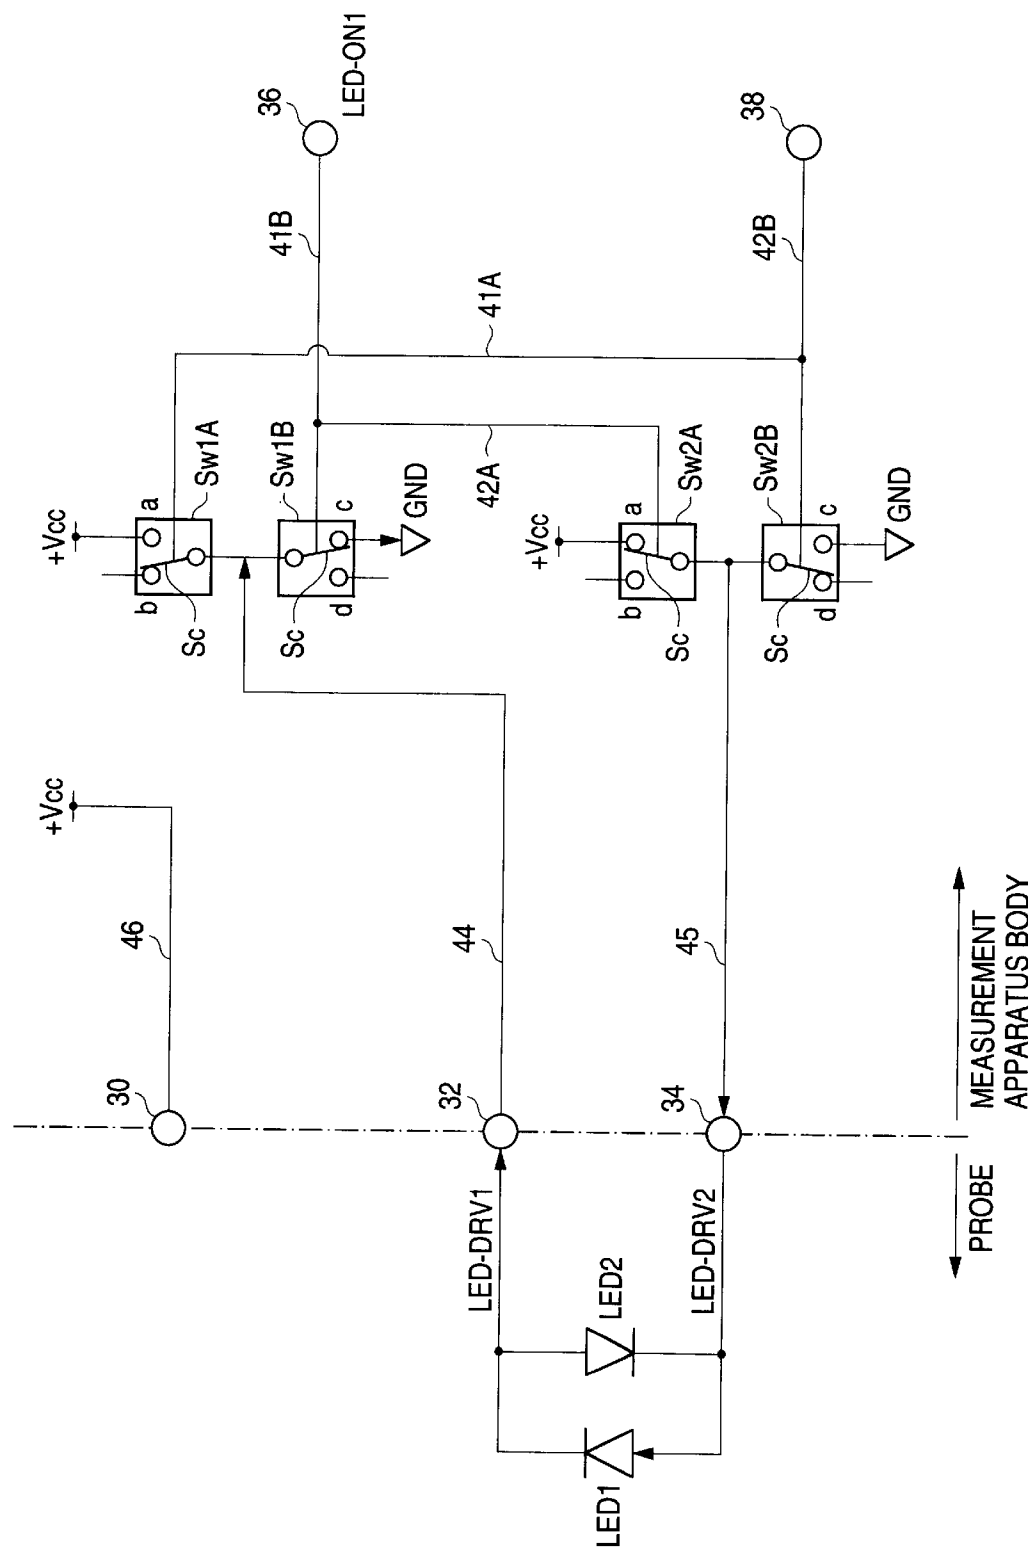 +Vcc
46
30
+Vcc
b
a
Sw1A
Sc
Sw1B
Sc
d
c
GND
41B
36
LED-ON1
41A
42A
44
32
LED-DRV1
LED2
LED1
+Vcc
b
a
Sw2A
Sc
Sw2B
Sc
d
c
GND
42B
38
45
34
LED-DRV2
PROBE
MEASUREMENT
APPARATUS BODY